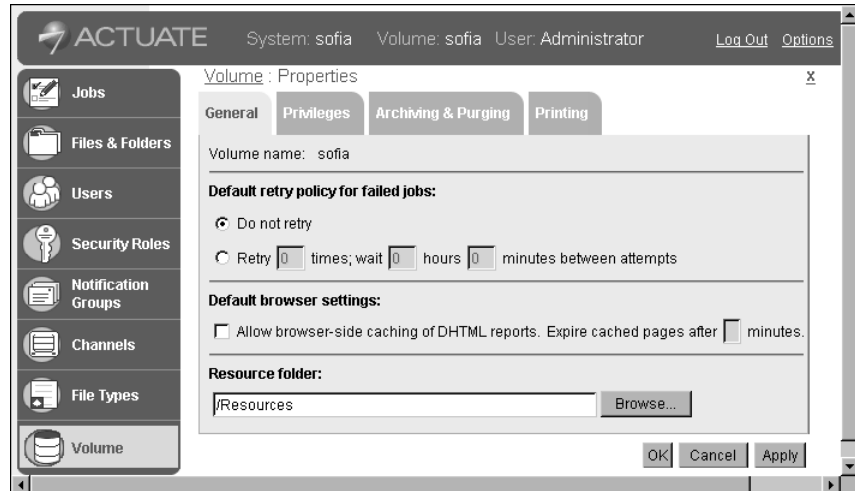 ACTUATE System: sofia Volume: sofia User: Administrator Log Out Options
Jobs
Files & Folders
Users
Security Roles
Notification
Groups
Channels
File Types
Volume
Volume : Properties x
General Privileges Archiving & Purging Printing
Volume name: sofia
Default retry policy for failed jobs:
Do not retry
Retry 0 times; wait 0 hours 0 minutes between attempts
Default browser settings:
Allow browser-side caching of DHTML reports. Expire cached pages after minutes.
Resource folder:
/Resources Browse...
OK Cancel Apply